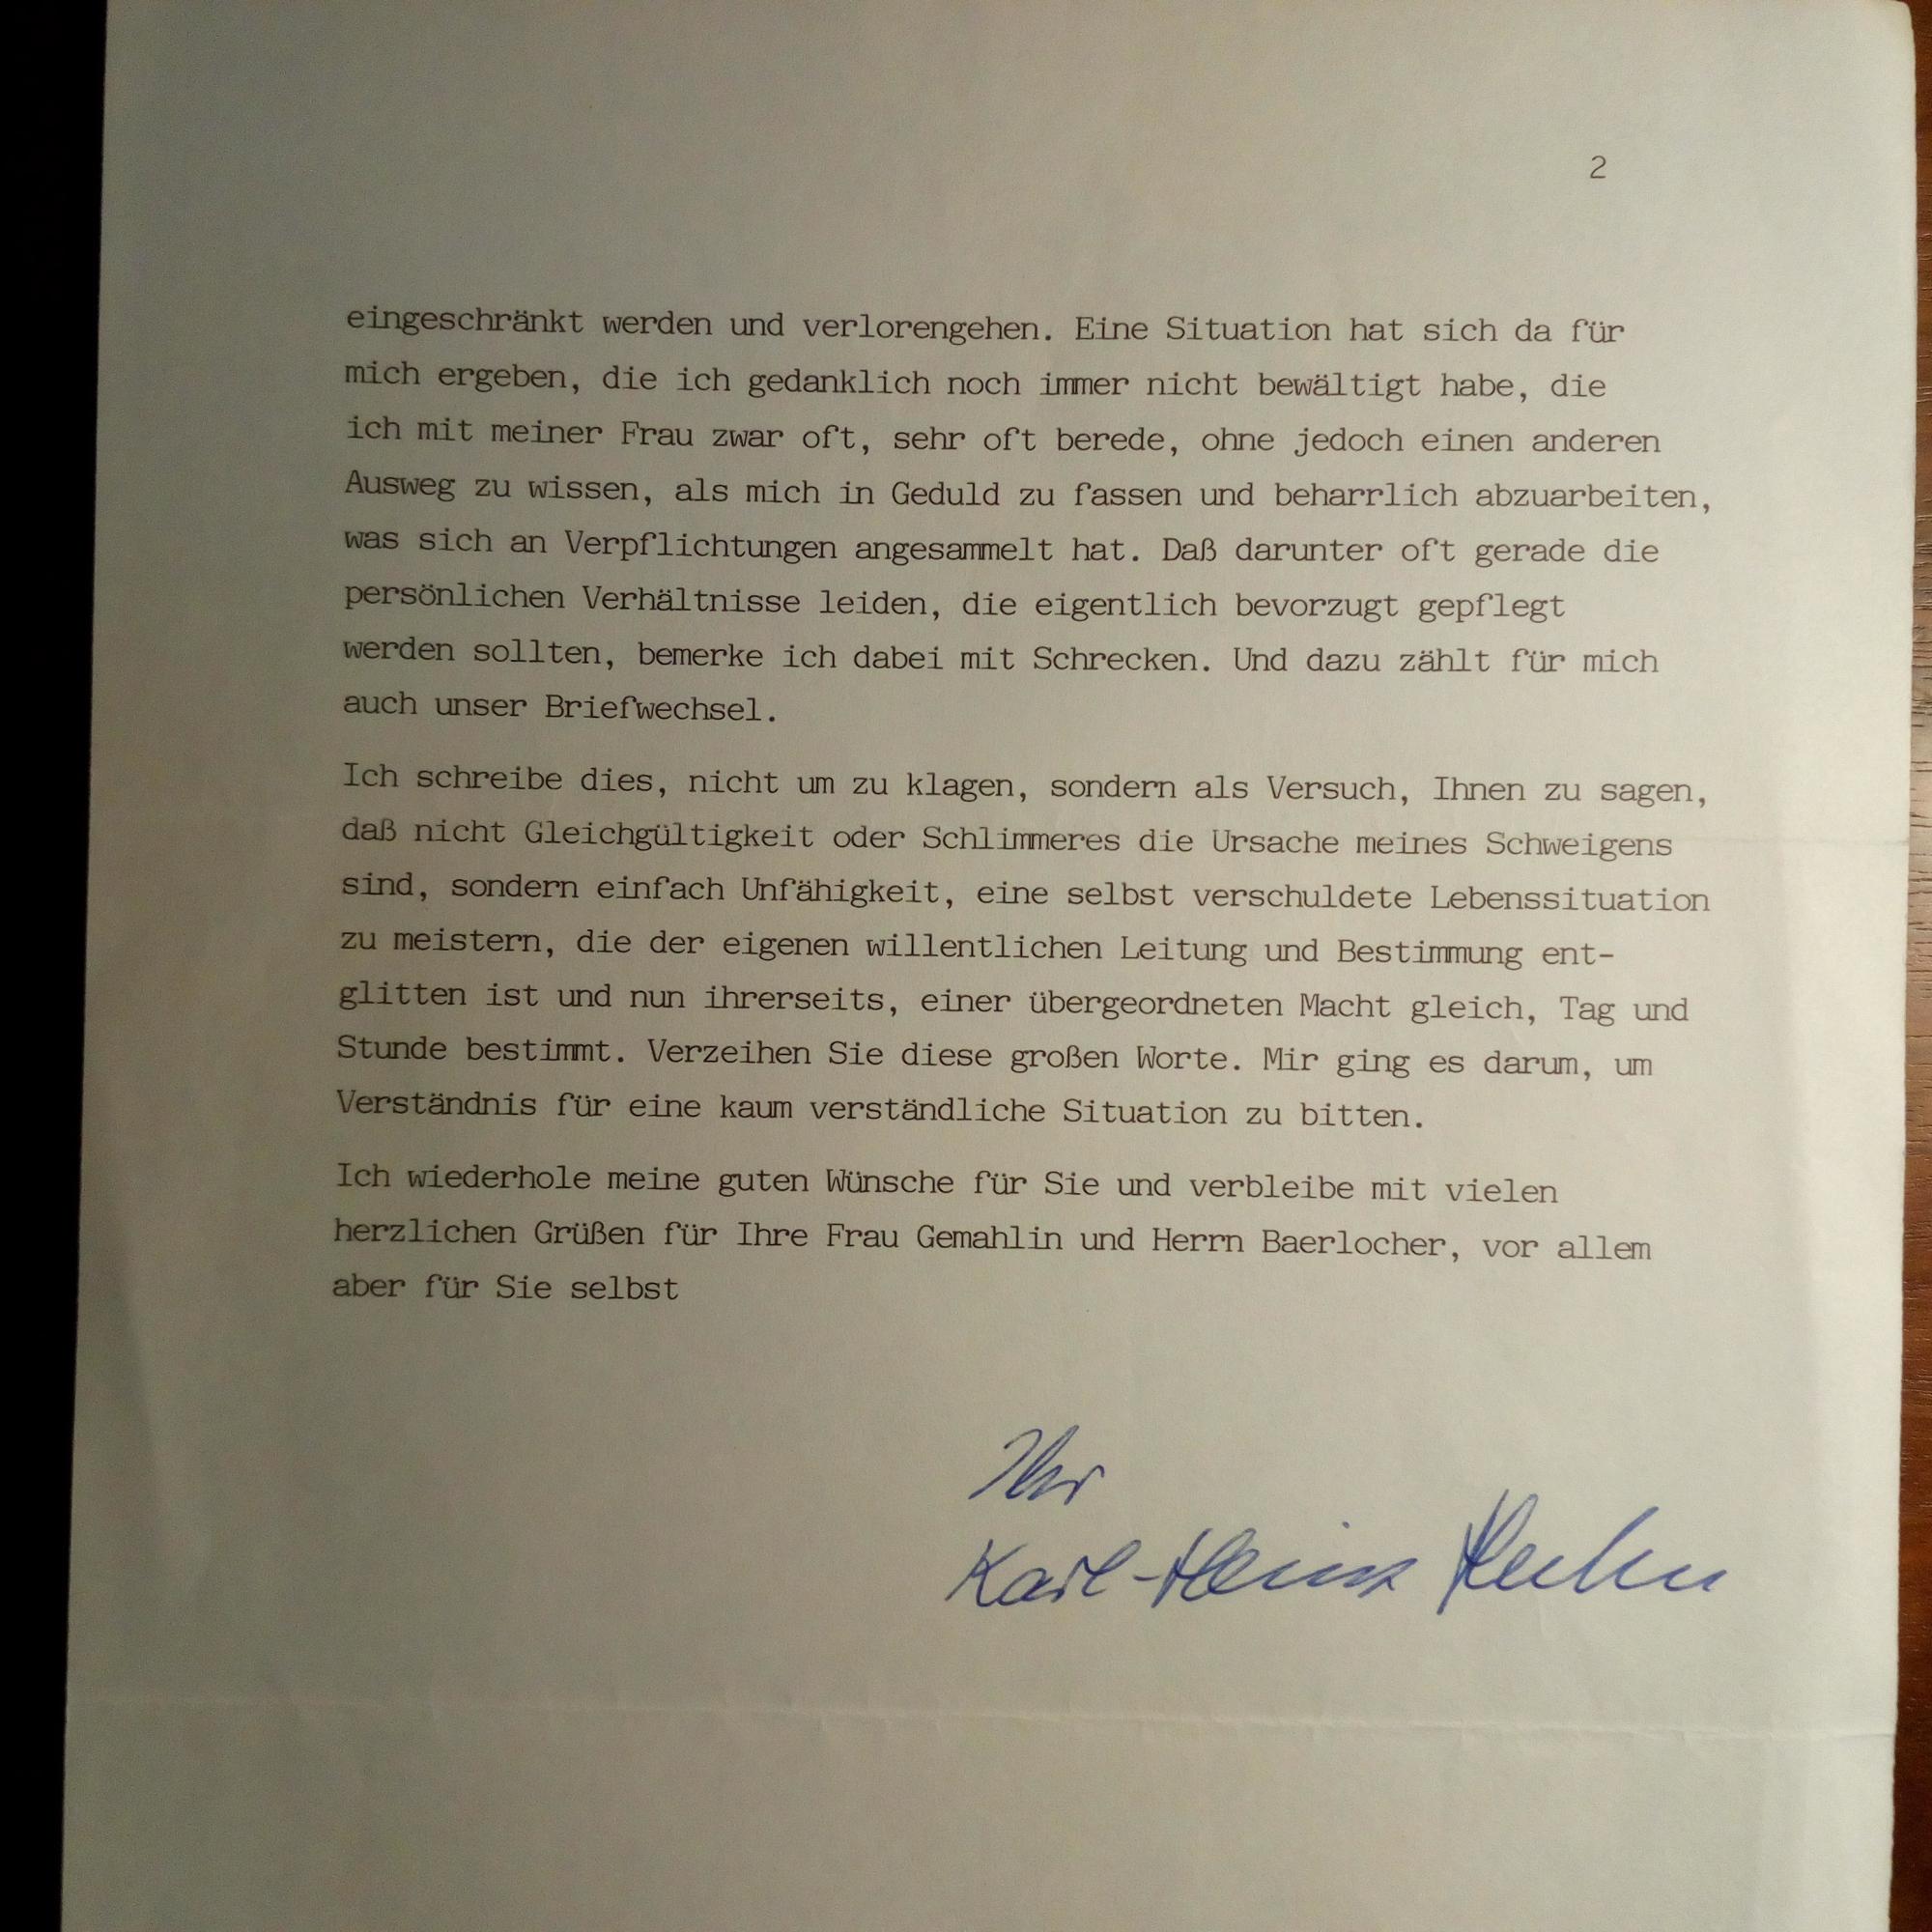 2
eingeschränkt werden und verlorengehen. Eine Situation hat sich da für
mich ergeben, die ich gedanklich noch immer nicht bewältigt habe, die
ich mit meiner Frau zwar oft, sehr oft berede, ohne jedoch einen anderen
Ausweg zu wissen, als mich in Geduld zu fassen und beharrlich abzuarbeiten,
was sich an Verpflichtungen angesammelt hat. Daß darunter oft gerade die
persönlichen Verhältnisse leiden, die eigentlich bevorzugt gepflegt
werden sollten, bemerke ich dabei mit Schrecken. Und dazu zählt für mich
auch unser Briefwechsel.
Ich schreibe dies, nicht um zu klagen, sondern als Versuch, Ihnen zu sagen,
daß nicht Gleichgültigkeit oder Schlimmeres die Ursache meines Schweigens
sind, sondern einfach Unfähigkeit, eine selbst verschuldete Lebenssituation
zu meistern, die der eigenen willentlichen Leitung und Bestimmung ent-
glitten ist und nun ihrerseits, einer übergeordneten Macht gleich, Tag und
Stunde bestimmt. Verzeihen Sie diese großen Worte. Mir ging es darum, um
Verständnis für eine kaum verständliche Situation zu bitten.
Ich wiederhole meine guten Wünsche für Sie und verbleibe mit vielen
herzlichen Grüßen für Ihre Frau Gemahlin und Herrn Baerlocher, vor allem
aber für Sie selbst
Ihr
Karl-Heinz